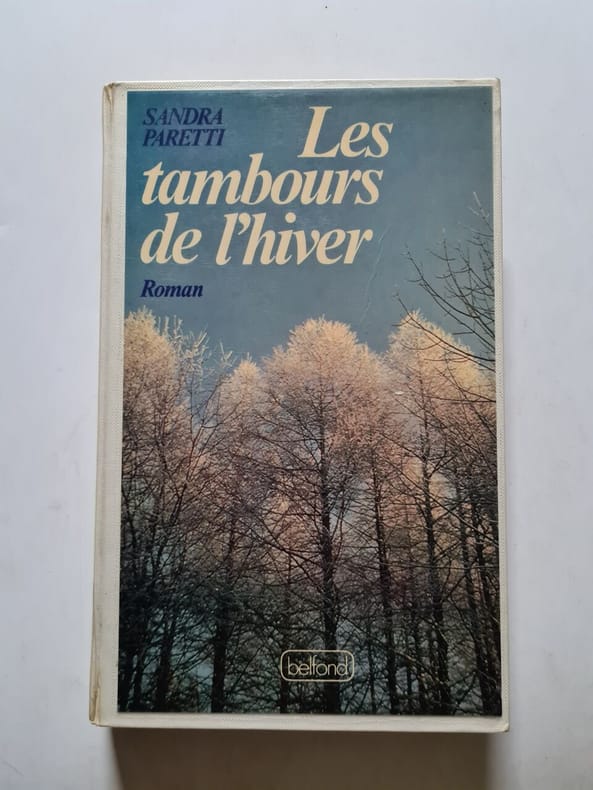 SANDRA
PARETTI
Les
tambours
de l'hiver
Roman
belfond